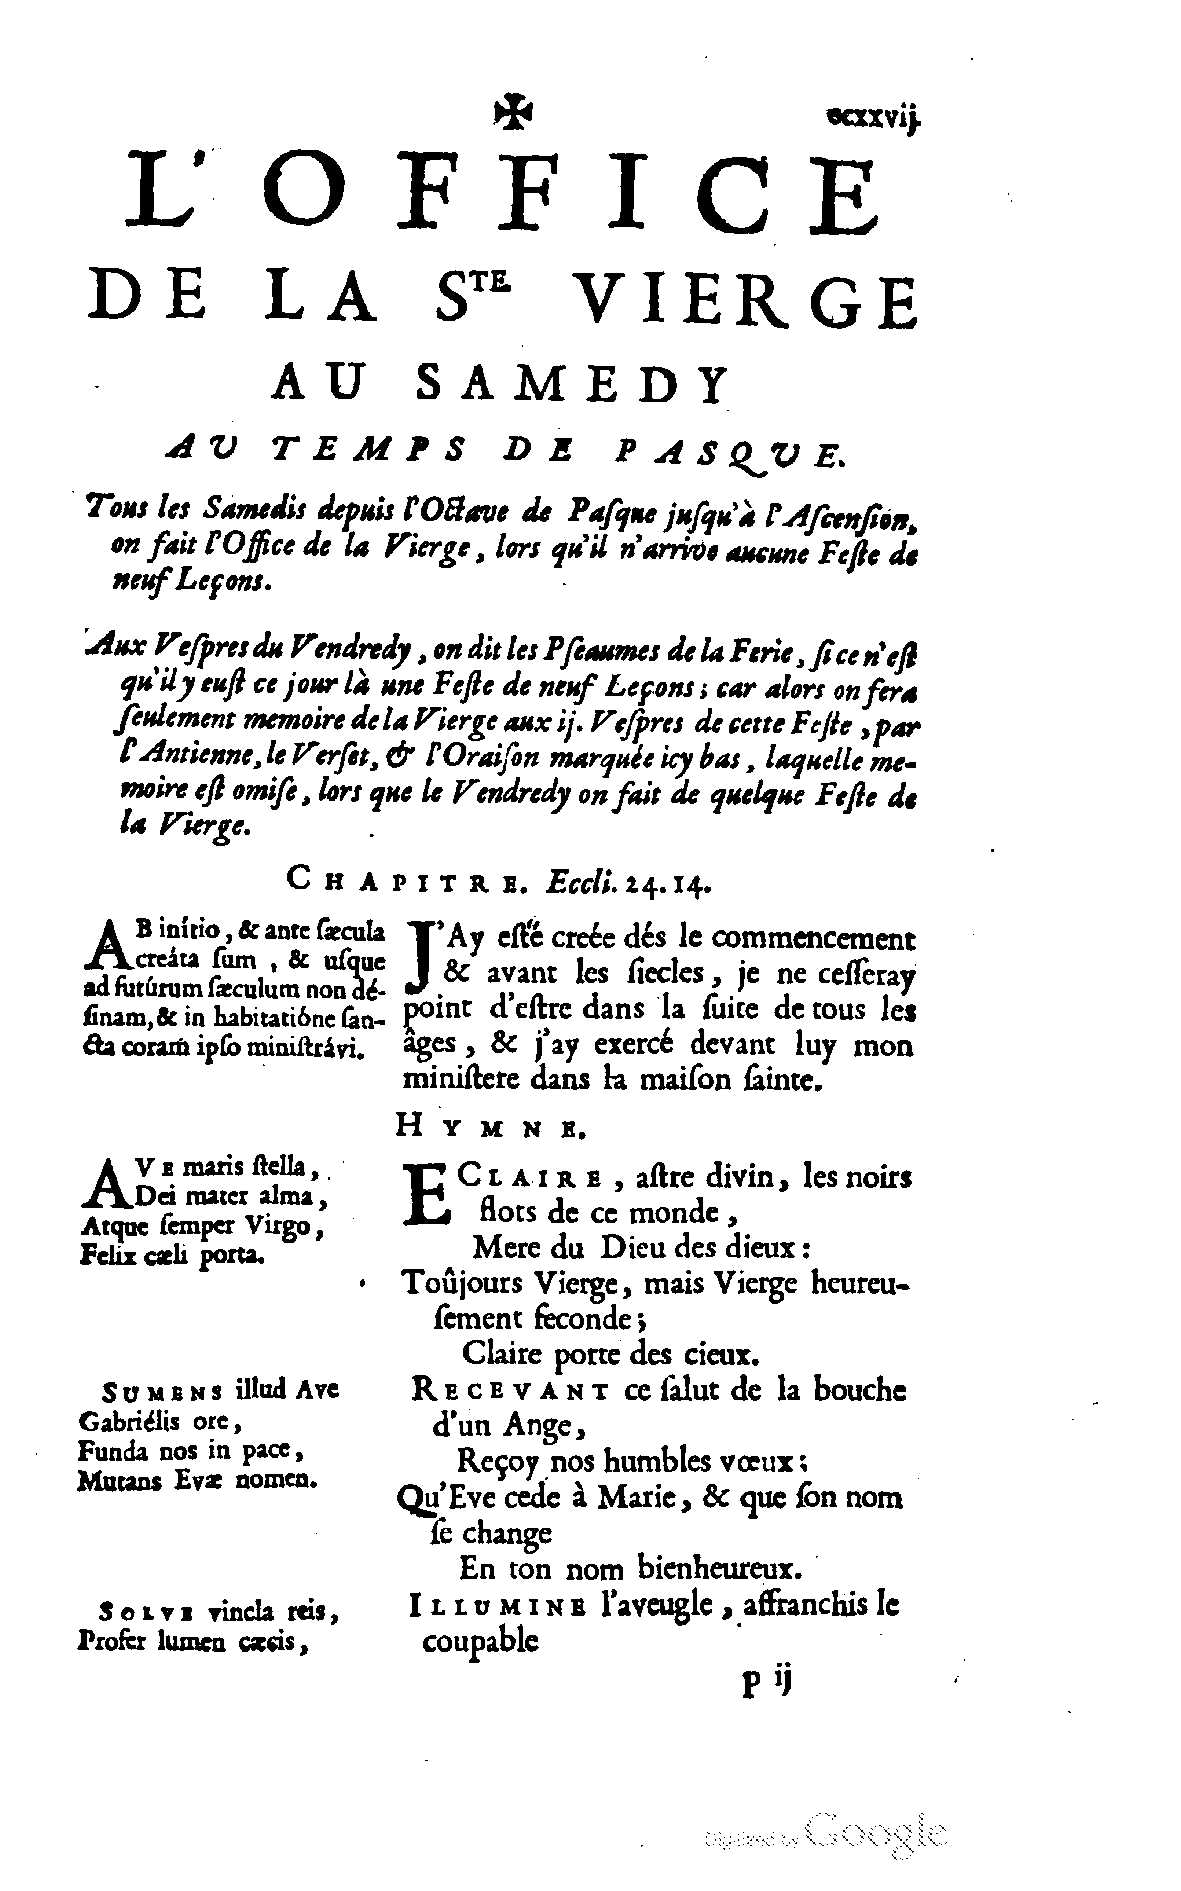 ✠ ccxxvij.
L'OFFICE
DE LA STE VIERGE
AU SAMEDY
AU TEMPS DE PASQUE.
Tous les Samedis depuis l'Octave de Paſque juſqu'à l'Aſcenſion,
on fait l'Office de la Vierge, lors qu'il n'arrive aucune Feſte de
neuf Leçons.
Aux Veſpres du Vendredy, on dit les Pſeaumes de la Ferie, ſi ce n'eſt
qu'il y euſt ce jour là une Feſte de neuf Leçons; car alors on fera
ſeulement memoire de la Vierge aux ij. Veſpres de cette Feſte, par
l'Antienne, le Verſet, & l'Oraiſon marquée icy bas, laquelle me-
moire eſt omiſe, lors que le Vendredy on fait de quelque Feſte de
la Vierge.
CHAPITRE. Eccli. 24. 14.
AB inítio, & ante ſæcula
creáta ſum, & uſque
ad futúrum ſæculum non dé-
ſinam, & in habitatióne ſan-
cta coram ipſo miniſtrávi.
J'Ay eſté creée dés le commencement
& avant les ſiecles, je ne ceſſeray
point d'eſtre dans la ſuite de tous les
âges, & j'ay exercé devant luy mon
miniſtere dans la maiſon ſainte.
HYMNE.
AVE maris ſtella,
Dei mater alma,
Atque ſemper Virgo,
Felix cæli porta.
ECLAIRE, aſtre divin, les noirs
flots de ce monde,
Mere du Dieu des dieux:
Toûjours Vierge, mais Vierge heureu-
ſement feconde;
Claire porte des cieux.
SUMENS illud Ave
Gabriélis ore,
Funda nos in pace,
Mutans Evæ nomen.
RECEVANT ce ſalut de la bouche
d'un Ange,
Reçoy nos humbles vœux;
Qu'Eve cede à Marie, & que ſon nom
ſe change
En ton nom bienheureux.
SOLVE vincla reis,
Profer lumen cæcis,
ILLUMINE l'aveugle, affranchis le
coupable
p ij
Digitized by Google